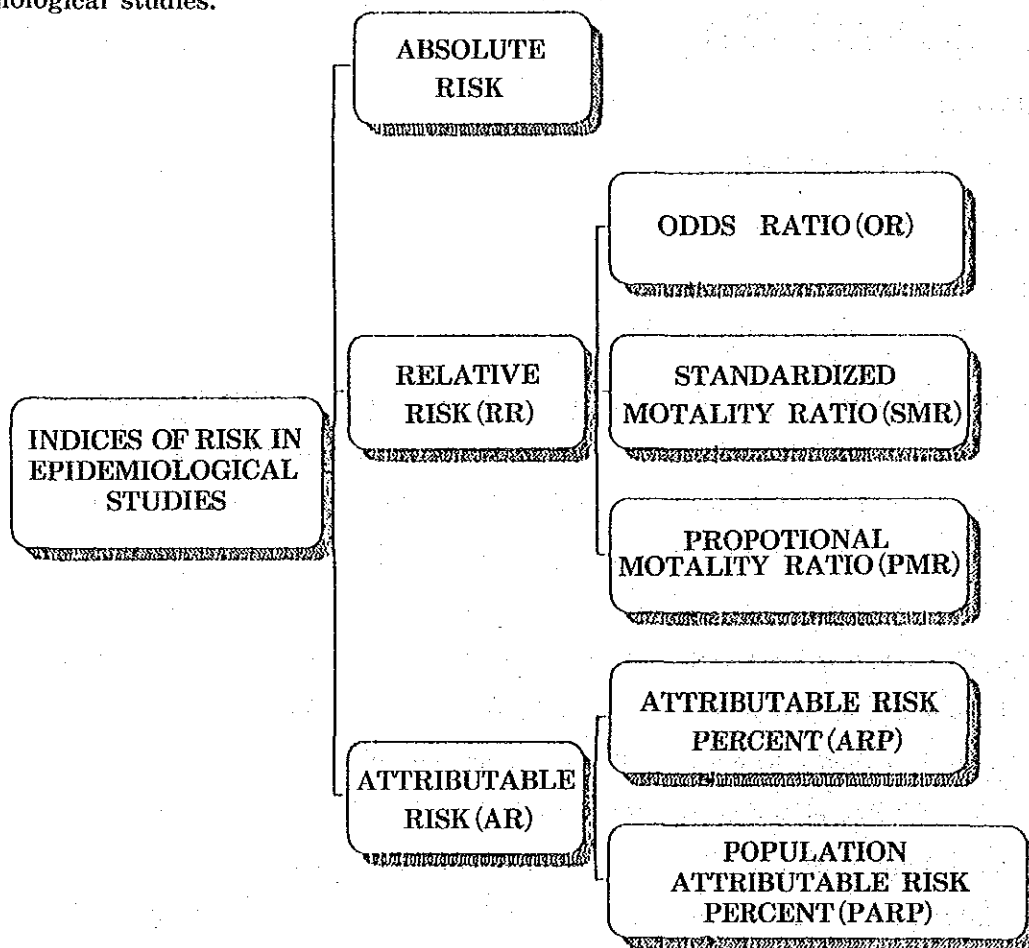 ological studies.
ABSOLUTE
RISK
ODDS RATIO(OR)
RELATIVE
RISK(RR)
STANDARDIZED
MOTALITY RATIO(SMR)
INDICES OF RISK IN
EPIDEMIOLOGICAL
STUDIES
PROPOTIONAL
MOTALITY RATIO(PMR)
ATTRIBUTABLE RISK
PERCENT(ARP)
ATTRIBUTABLE
RISK(AR)
POPULATION
ATTRIBUTABLE RISK
PERCENT(PARP)